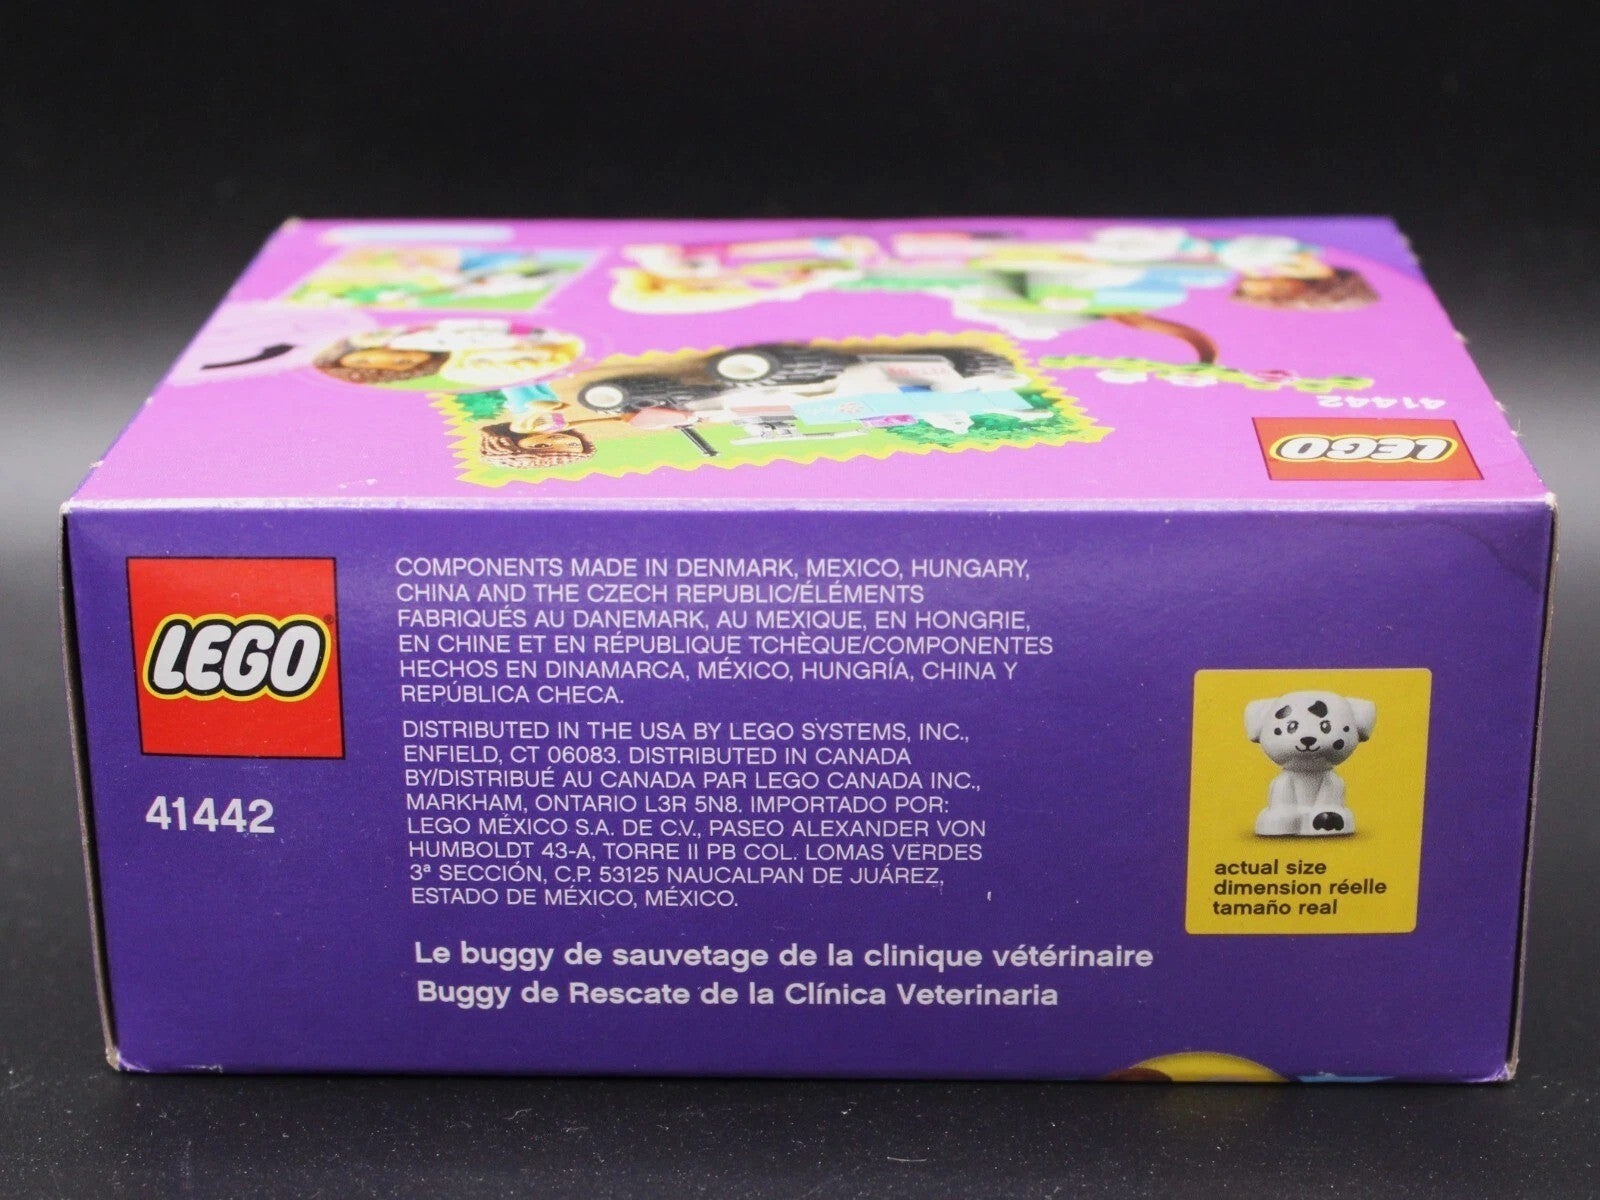 41442
LEGO
LEGO®
41442
COMPONENTS MADE IN DENMARK, MEXICO, HUNGARY,
CHINA AND THE CZECH REPUBLIC/ÉLÉMENTS
FABRIQUÉS AU DANEMARK, AU MEXIQUE, EN HONGRIE,
EN CHINE ET EN RÉPUBLIQUE TCHÈQUE/COMPONENTES
HECHOS EN DINAMARCA, MÉXICO, HUNGRÍA, CHINA Y
REPÚBLICA CHECA.
DISTRIBUTED IN THE USA BY LEGO SYSTEMS, INC.,
ENFIELD, CT 06083. DISTRIBUTED IN CANADA
BY/DISTRIBUÉ AU CANADA PAR LEGO CANADA INC.,
MARKHAM, ONTARIO L3R 5N8. IMPORTADO POR:
LEGO MÉXICO S.A. DE C.V., PASEO ALEXANDER VON
HUMBOLDT 43-A, TORRE II PB COL. LOMAS VERDES
3ª SECCIÓN, C.P. 53125 NAUCALPAN DE JUÁREZ,
ESTADO DE MÉXICO, MÉXICO.
Le buggy de sauvetage de la clinique vétérinaire
Buggy de Rescate de la Clínica Veterinaria
actual size
dimension réelle
tamaño real